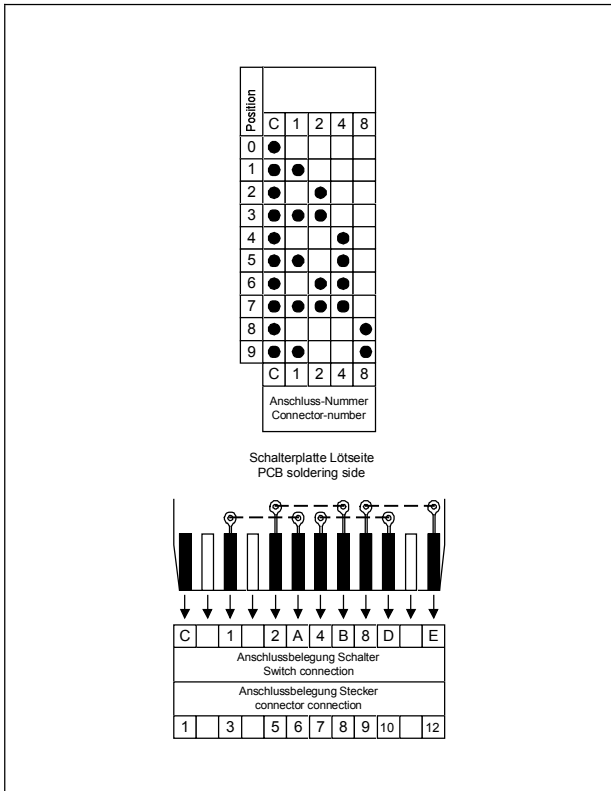 Position
C 1 2 4 8
0
1
2
3
4
5
6
7
8
9
C 1 2 4 8
Anschluss-Nummer
Connector-number
Schalterplatte Lötseite
PCB soldering side
C 1 2 A 4 B 8 D E
Anschlussbelegung Schalter
Switch connection
Anschlussbelegung Stecker
connector connection
1 3 5 6 7 8 9 10 12